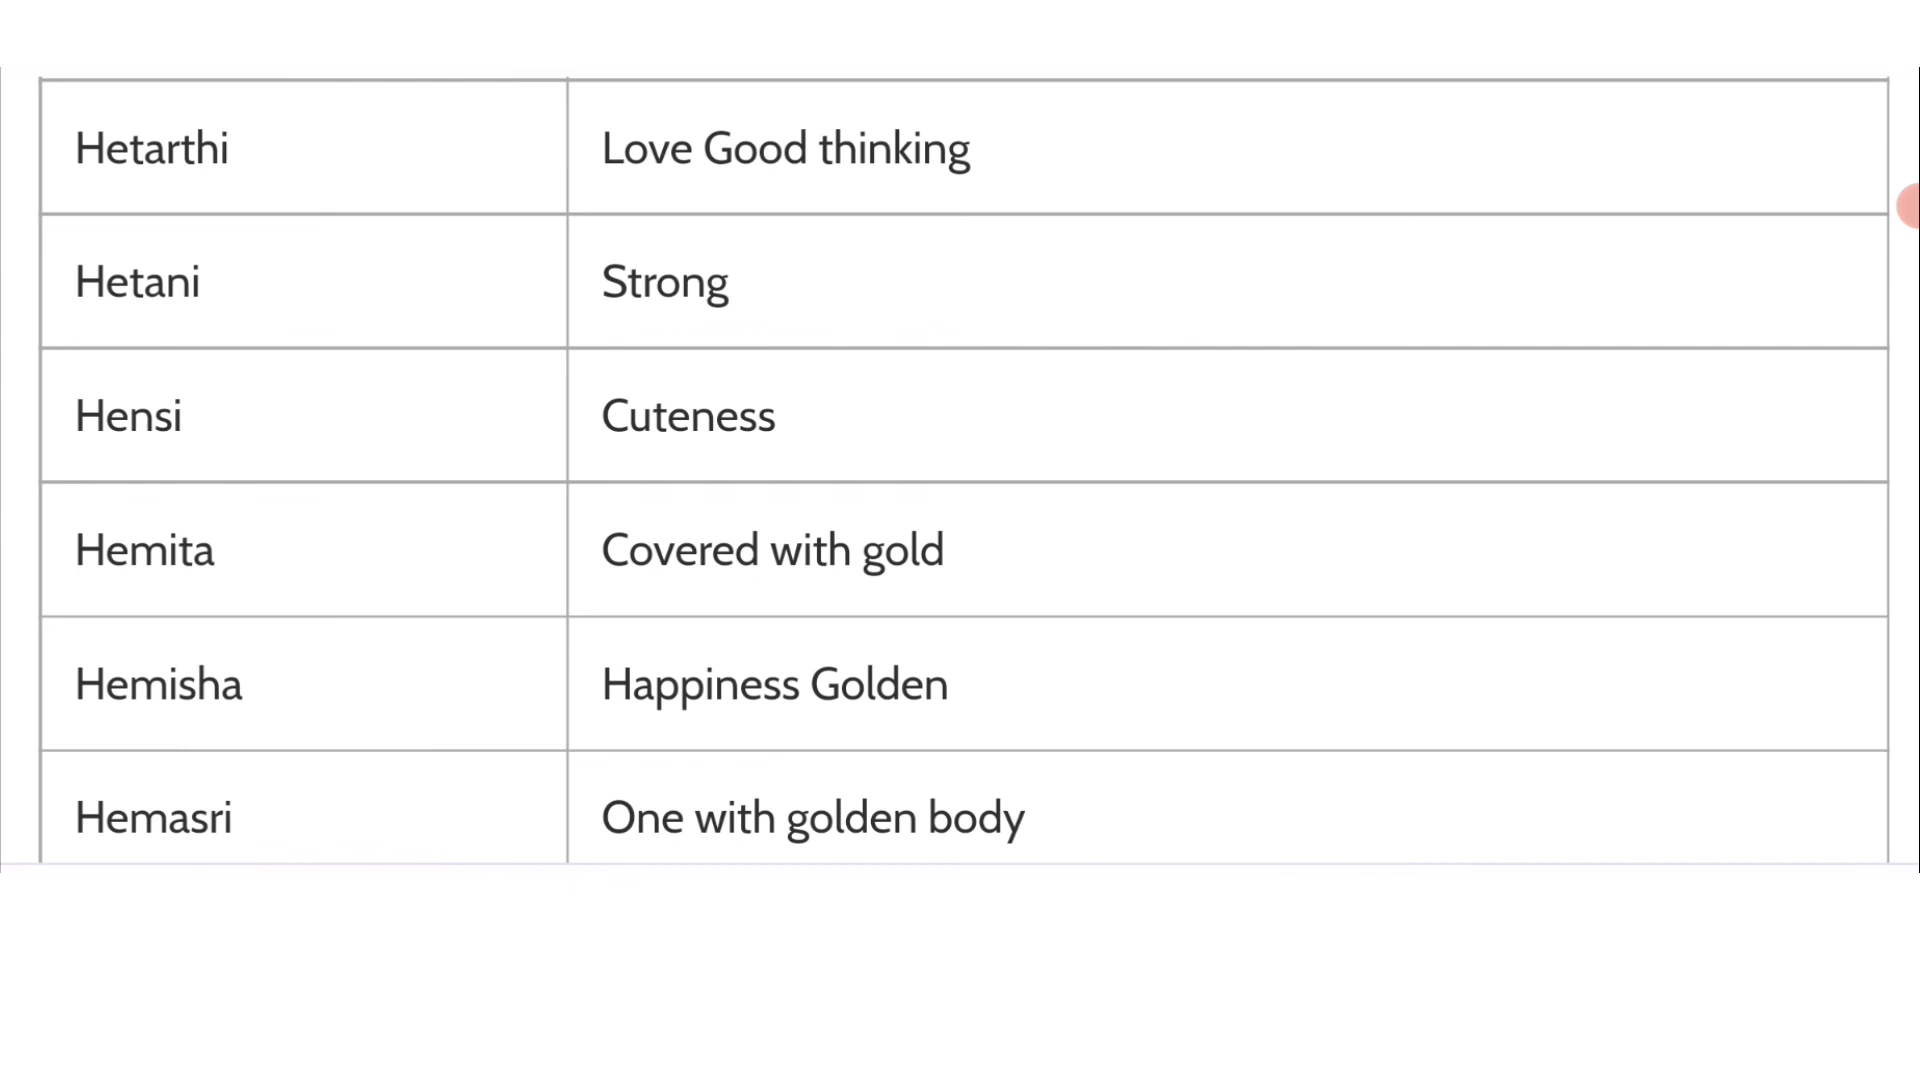 Hetarthi Love Good thinking
Hetani Strong
Hensi Cuteness
Hemita Covered with gold
Hemisha Happiness Golden
Hemasri One with golden body